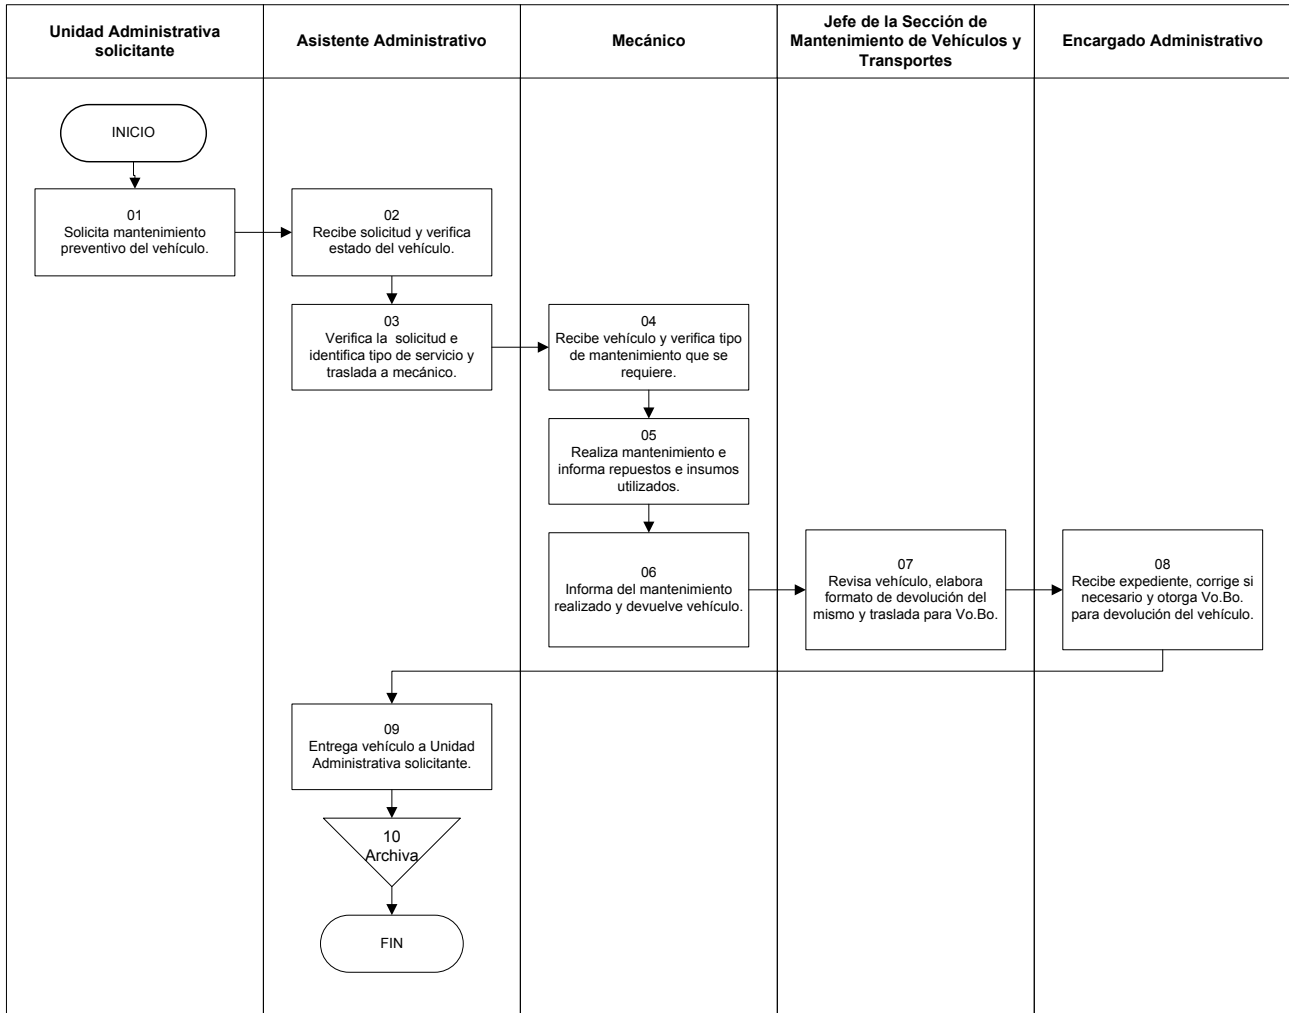 Unidad Administrativa
solicitante
Asistente Administrativo
Mecánico
Jefe de la Sección de
Mantenimiento de Vehículos y
Transportes
Encargado Administrativo
INICIO
01
Solicita mantenimiento
preventivo del vehículo.
02
Recibe solicitud y verifica
estado del vehículo.
03
Verifica la solicitud e
identifica tipo de servicio y
traslada a mecánico.
04
Recibe vehículo y verifica tipo
de mantenimiento que se
requiere.
05
Realiza mantenimiento e
informa repuestos e insumos
utilizados.
06
Informa del mantenimiento
realizado y devuelve vehículo.
07
Revisa vehículo, elabora
formato de devolución del
mismo y traslada para Vo.Bo.
08
Recibe expediente, corrige si
necesario y otorga Vo.Bo.
para devolución del vehículo.
09
Entrega vehículo a Unidad
Administrativa solicitante.
10
Archiva
FIN